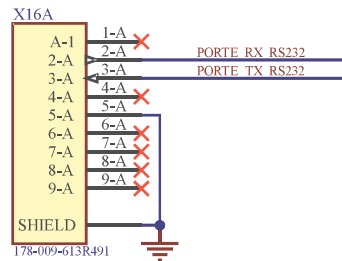 X16A
A-1 1-A
2-A 2-A PORTE RX RS232
3-A 3-A PORTE TX RS232
4-A 4-A
5-A 5-A
6-A 6-A
7-A 7-A
8-A 8-A
9-A 9-A
SHIELD
178-009-613R491